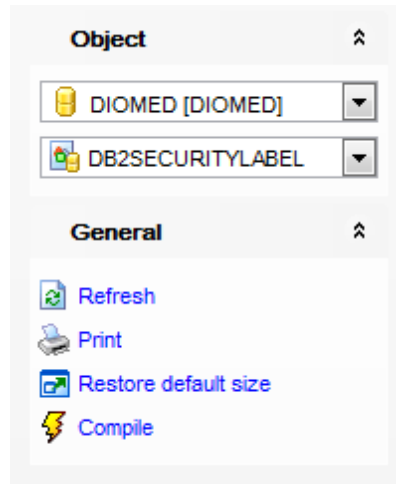 Object
DIOMED [DIOMED]
DB2SECURITYLABEL
General
Refresh
Print
Restore default size
Compile